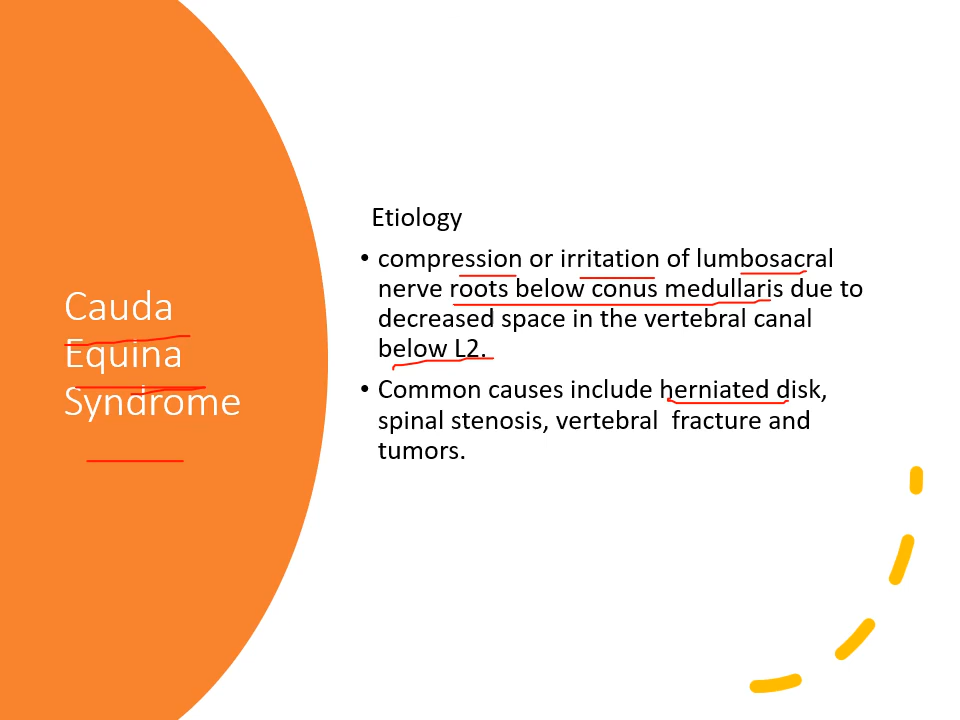 Cauda
Equina
Syndrome
Etiology
• compression or irritation of lumbosacral
nerve roots below conus medullaris due to
decreased space in the vertebral canal
below L2.
• Common causes include herniated disk,
spinal stenosis, vertebral  fracture and
tumors.